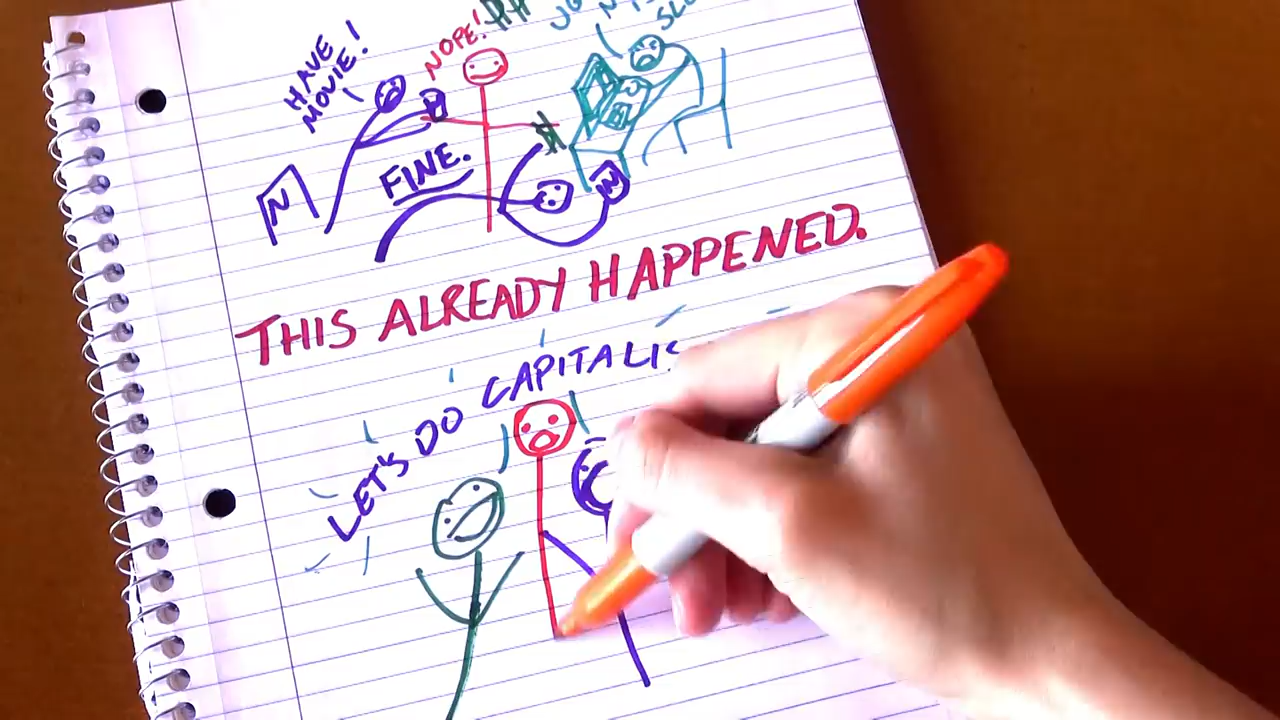 HAVE
MOVIE!
NOPE!
N
FINE.
N
THIS ALREADY HAPPENED.
LET'S DO CAPITALIS